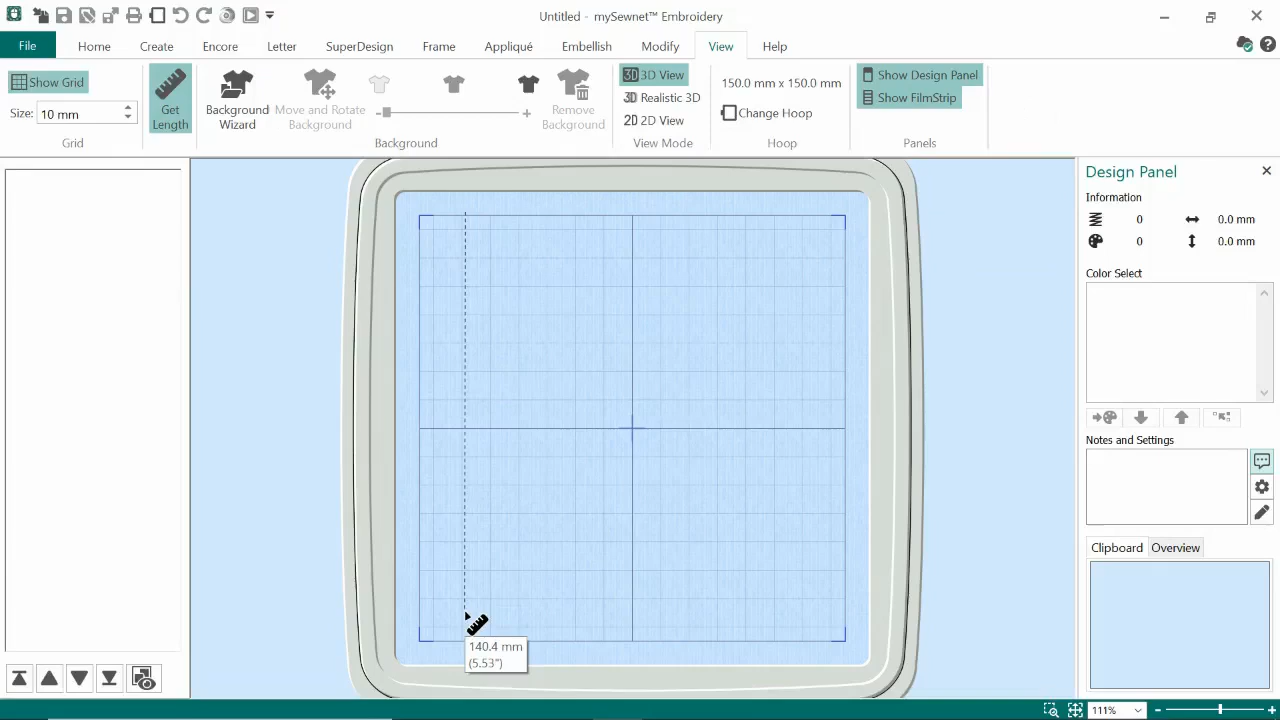 Untitled - mySewnet™ Embroidery
File Home Create Encore Letter SuperDesign Frame Appliqué Embellish Modify View Help
Show Grid
Size: 10 mm
Grid
Get
Length
Background
Wizard
Move and Rotate
Background
Remove
Background
Background
3D 3D View
3D Realistic 3D
2D 2D View
View Mode
150.0 mm x 150.0 mm
Change Hoop
Hoop
Show Design Panel
Show FilmStrip
Panels
Design Panel
Information
0 0.0 mm
0 0.0 mm
Color Select
Notes and Settings
Clipboard Overview
140.4 mm
(5.53")
111%